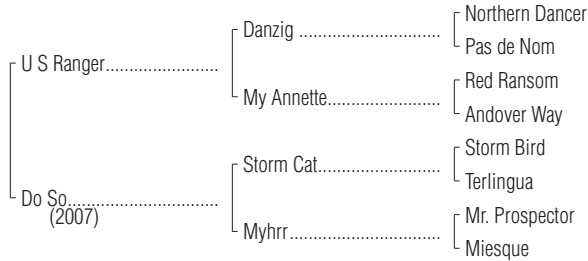 Northern Dancer
Danzig ..............................
Pas de Nom
U S Ranger........................
Red Ransom
My Annette........................
Andover Way
Storm Bird
Storm Cat..........................
Terlingua
Do So................................
(2007)
Mr. Prospector
Myhrr ................................
Miesque